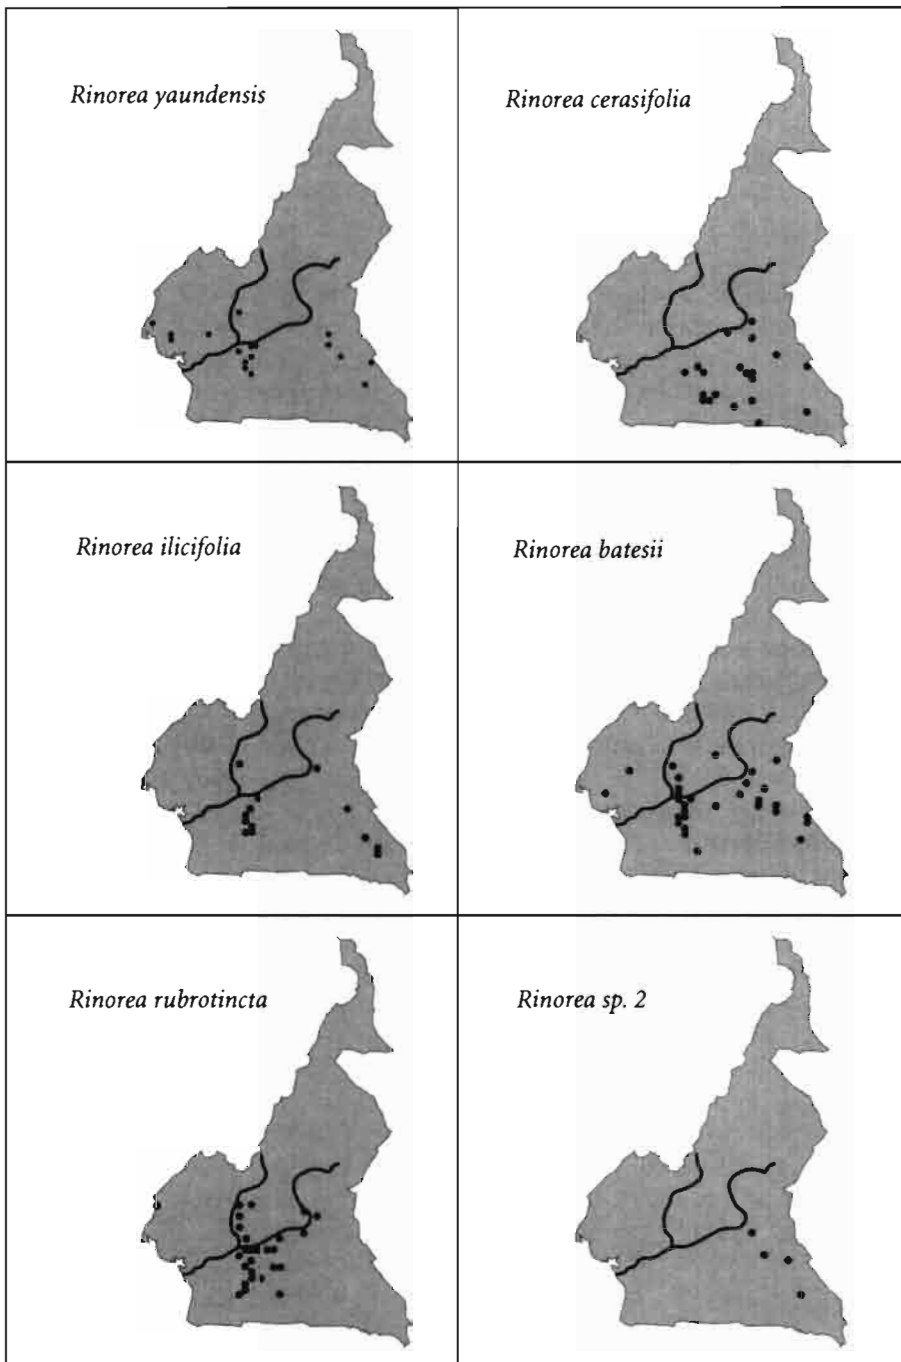 Rinorea yaundensis
Rinorea cerasifolia
Rinorea ilicifolia
Rinorea batesii
Rinorea rubrotincta
Rinorea sp. 2